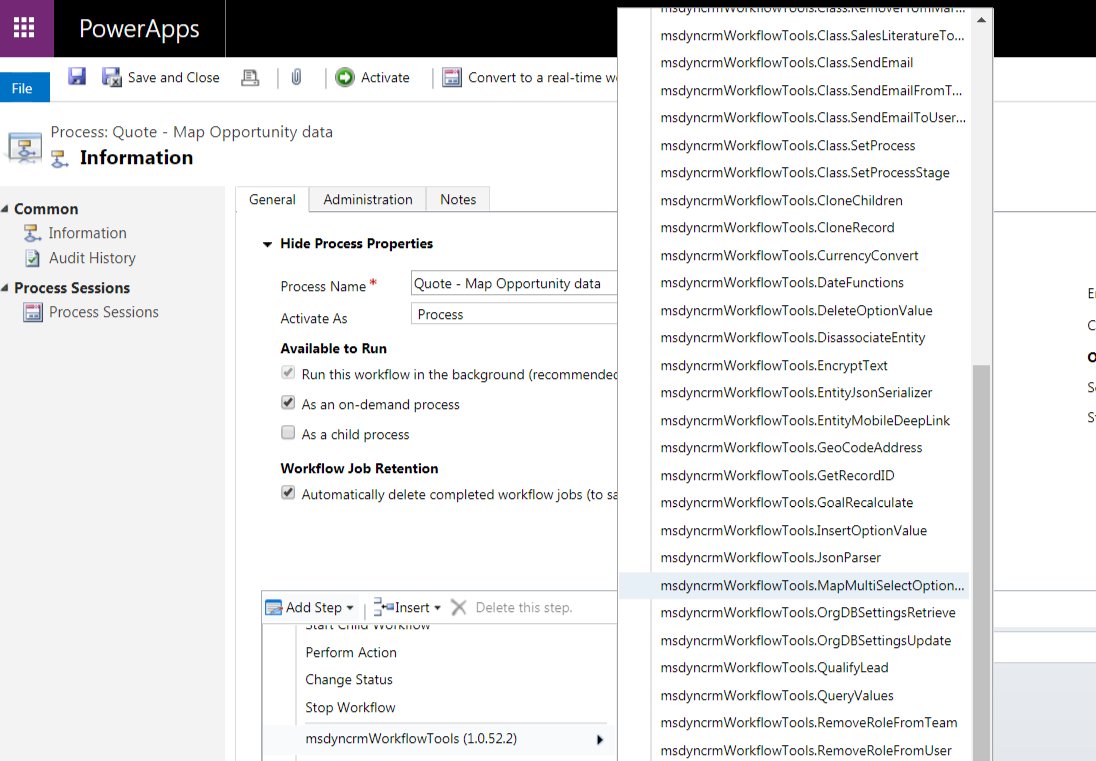 PowerApps
File
Save and Close
Activate
Convert to a real-time w
Process: Quote - Map Opportunity data
Information
Common
Information
Audit History
Process Sessions
Process Sessions
General
Administration
Notes
Hide Process Properties
Process Name *
Quote - Map Opportunity data
Activate As
Process
Available to Run
Run this workflow in the background (recommended
As an on-demand process
As a child process
Workflow Job Retention
Automatically delete completed workflow jobs (to sa
Add Step
Insert
Delete this step.
Start Child Workflow
Perform Action
Change Status
Stop Workflow
msdyncrmWorkflowTools (1.0.52.2)
msdyncrmWorkflowTools.Class.RemoveFromMar...
msdyncrmWorkflowTools.Class.SalesLiteratureTo...
msdyncrmWorkflowTools.Class.SendEmail
msdyncrmWorkflowTools.Class.SendEmailFromT...
msdyncrmWorkflowTools.Class.SendEmailToUser...
msdyncrmWorkflowTools.Class.SetProcess
msdyncrmWorkflowTools.Class.SetProcessStage
msdyncrmWorkflowTools.CloneChildren
msdyncrmWorkflowTools.CloneRecord
msdyncrmWorkflowTools.CurrencyConvert
msdyncrmWorkflowTools.DateFunctions
msdyncrmWorkflowTools.DeleteOptionValue
msdyncrmWorkflowTools.DisassociateEntity
msdyncrmWorkflowTools.EncryptText
msdyncrmWorkflowTools.EntityJsonSerializer
msdyncrmWorkflowTools.EntityMobileDeepLink
msdyncrmWorkflowTools.GeoCodeAddress
msdyncrmWorkflowTools.GetRecordID
msdyncrmWorkflowTools.GoalRecalculate
msdyncrmWorkflowTools.InsertOptionValue
msdyncrmWorkflowTools.JsonParser
msdyncrmWorkflowTools.MapMultiSelectOption...
msdyncrmWorkflowTools.OrgDBSettingsRetrieve
msdyncrmWorkflowTools.OrgDBSettingsUpdate
msdyncrmWorkflowTools.QualifyLead
msdyncrmWorkflowTools.QueryValues
msdyncrmWorkflowTools.RemoveRoleFromTeam
msdyncrmWorkflowTools.RemoveRoleFromUser